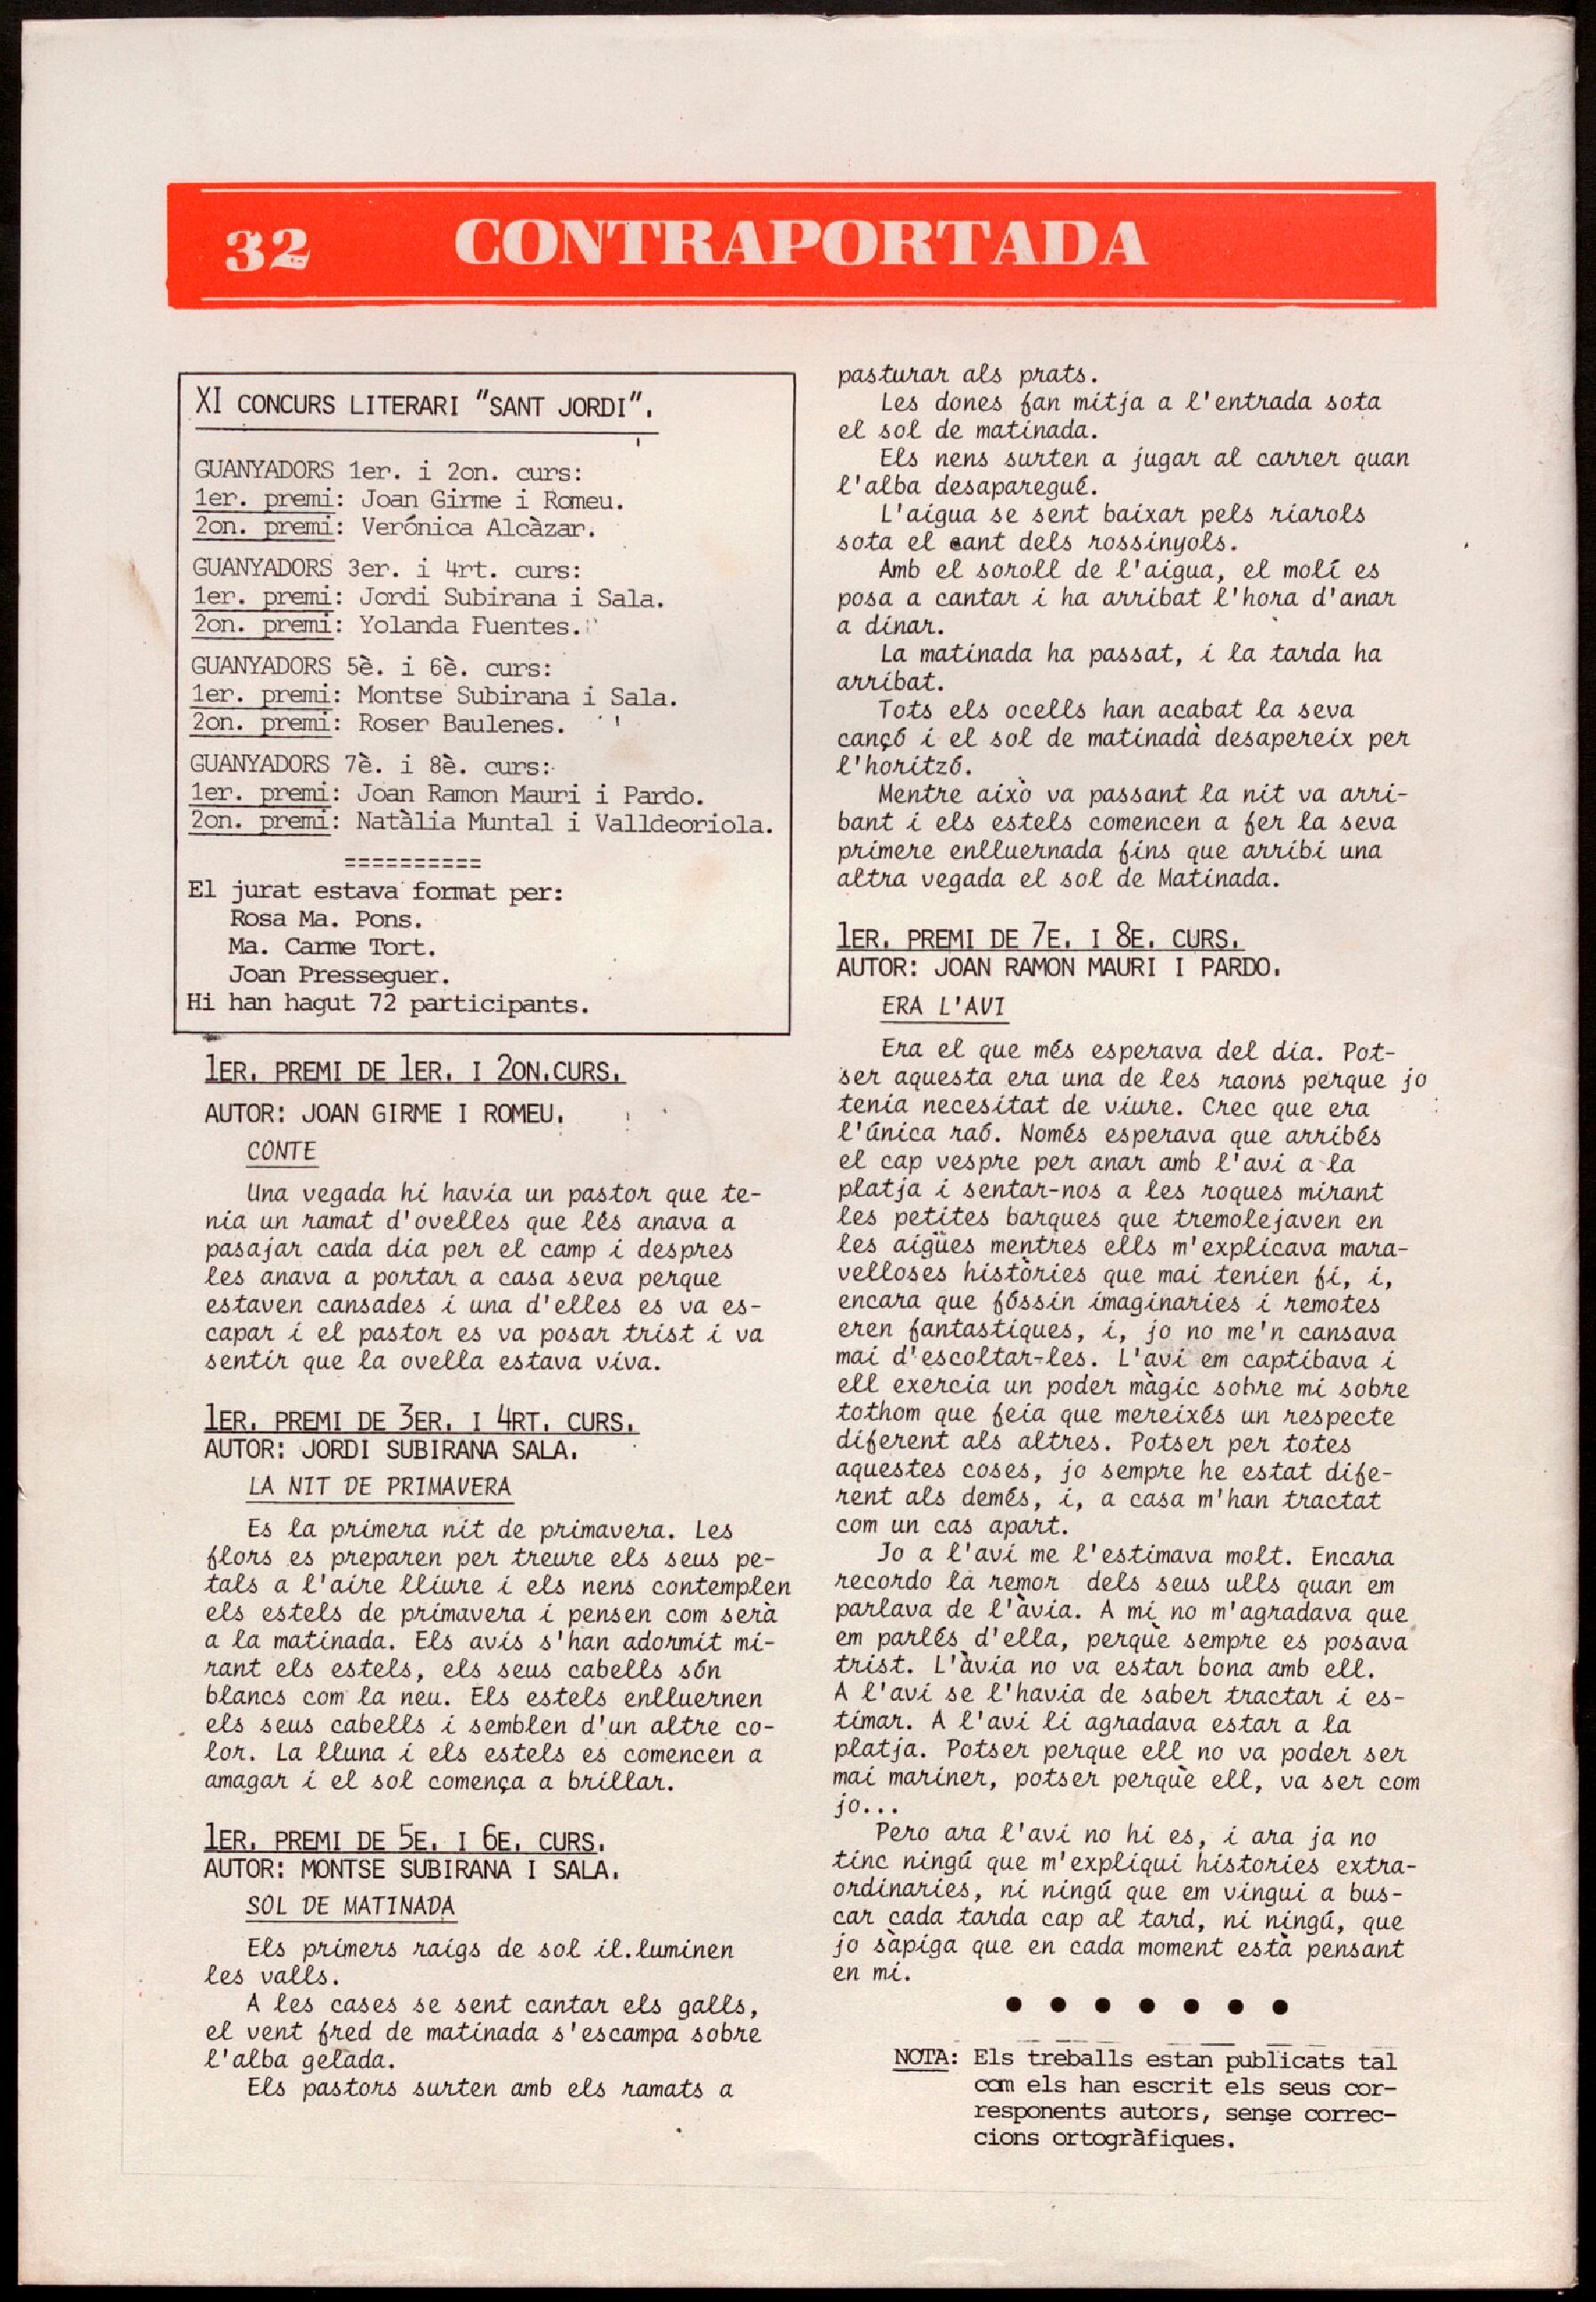 32 CONTRAPORTADA
XI CONCURS LITERARI "SANT JORDI".
GUANYADORS 1er. i 2on. curs:
1er. premi: Joan Girme i Romeu.
2on. premi: Verónica Alcàzar.
GUANYADORS 3er. i 4rt. curs:
1er. premi: Jordi Subirana i Sala.
2on. premi: Yolanda Fuentes.
GUANYADORS 5è. i 6è. curs:
1er. premi: Montse Subirana i Sala.
2on. premi: Roser Baulenes.
GUANYADORS 7è. i 8è. curs:
1er. premi: Joan Ramon Mauri i Pardo.
2on. premi: Natàlia Muntal i Valldeoriola.
==========
El jurat estava format per:
Rosa Ma. Pons.
Ma. Carme Tort.
Joan Presseguer.
Hi han hagut 72 participants.
1ER. PREMI DE 1ER. I 2ON.CURS.
AUTOR: JOAN GIRME I ROMEU.
CONTE
Una vegada hi havia un pastor que te-
nia un ramat d'ovelles que lés anava a
pasajar cada dia per el camp i despres
les anava a portar a casa seva perque
estaven cansades i una d'elles es va es-
capar i el pastor es va posar trist i va
sentir que la ovella estava viva.
1ER. PREMI DE 3ER. I 4RT. CURS.
AUTOR: JORDI SUBIRANA SALA.
LA NIT DE PRIMAVERA
Es la primera nit de primavera. Les
flors es preparen per treure els seus pe-
tals a l'aire lliure i els nens contemplen
els estels de primavera i pensen com serà
a la matinada. Els avis s'han adormit mi-
rant els estels, els seus cabells són
blancs com la neu. Els estels enlluernen
els seus cabells i semblen d'un altre co-
lor. La lluna i els estels es comencen a
amagar i el sol comença a brillar.
1ER. PREMI DE 5E. I 6E. CURS.
AUTOR: MONTSE SUBIRANA I SALA.
SOL DE MATINADA
Els primers raigs de sol il.luminen
les valls.
A les cases se sent cantar els galls,
el vent fred de matinada s'escampa sobre
l'alba gelada.
Els pastors surten amb els ramats a
pasturar als prats.
Les dones fan mitja a l'entrada sota
el sol de matinada.
Els nens surten a jugar al carrer quan
l'alba desaparegué.
L'aigua se sent baixar pels riarols
sota el cant dels rossinyols.
Amb el soroll de l'aigua, el molí es
posa a cantar i ha arribat l'hora d'anar
a dinar.
La matinada ha passat, i la tarda ha
arribat.
Tots els ocells han acabat la seva
cançó i el sol de matinadà desapereix per
l'horitzó.
Mentre això va passant la nit va arri-
bant i els estels comencen a fer la seva
primere enlluernada fins que arribi una
altra vegada el sol de Matinada.
1ER. PREMI DE 7E. I 8E. CURS.
AUTOR: JOAN RAMON MAURI I PARDO.
ERA L'AVI
Era el que més esperava del dia. Pot-
ser aquesta era una de les raons perque jo
tenia necesitat de viure. Crec que era
l'única raó. Només esperava que arribés
el cap vespre per anar amb l'avi a la
platja i sentar-nos a les roques mirant
les petites barques que tremolejaven en
les aigües mentres ells m'explicava mara-
velloses històries que mai tenien fi, i,
encara que fóssin imaginaries i remotes
eren fantastiques, i, jo no me'n cansava
mai d'escoltar-les. L'avi em captibava i
ell exercia un poder màgic sobre mi sobre
tothom que feia que mereixés un respecte
diferent als altres. Potser per totes
aquestes coses, jo sempre he estat dife-
rent als demés, i, a casa m'han tractat
com un cas apart.
Jo a l'avi me l'estimava molt. Encara
recordo la remor dels seus ulls quan em
parlava de l'àvia. A mi no m'agradava que
em parlés d'ella, perquè sempre es posava
trist. L'àvia no va estar bona amb ell.
A l'avi se l'havia de saber tractar i es-
timar. A l'avi li agradava estar a la
platja. Potser perque ell no va poder ser
mai mariner, potser perquè ell, va ser com
jo...
Pero ara l'avi no hi es, i ara ja no
tinc ningú que m'expliqui histories extra-
ordinaries, ni ningú que em vingui a bus-
car cada tarda cap al tard, ni ningú, que
jo sàpiga que en cada moment està pensant
en mi.
• • • • • • •
NOTA: Els treballs estan publicats tal
com els han escrit els seus cor-
responents autors, sense correc-
cions ortogràfiques.